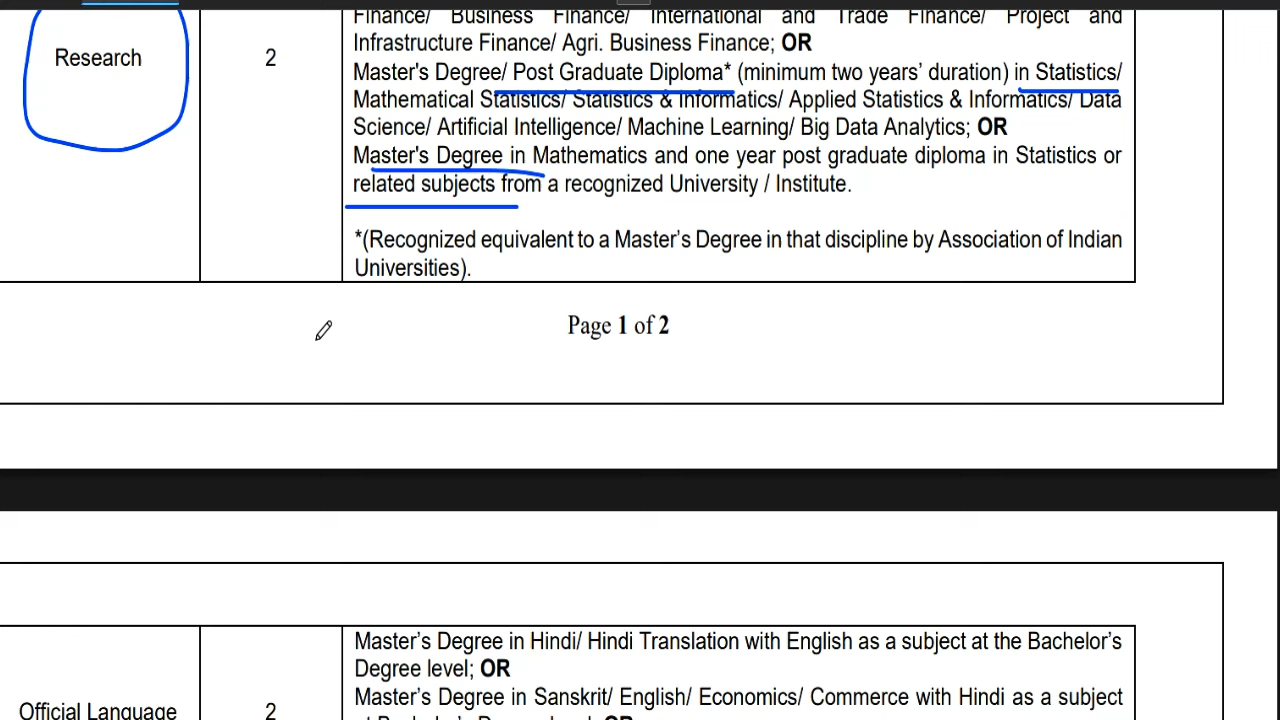 Finance/ Business Finance/ International and Trade Finance/ Project and
Infrastructure Finance/ Agri. Business Finance; OR
Research
2
Master's Degree/ Post Graduate Diploma* (minimum two years’ duration) in Statistics/
Mathematical Statistics/ Statistics & Informatics/ Applied Statistics & Informatics/ Data
Science/ Artificial Intelligence/ Machine Learning/ Big Data Analytics; OR
Master's Degree in Mathematics and one year post graduate diploma in Statistics or
related subjects from a recognized University / Institute.
*(Recognized equivalent to a Master’s Degree in that discipline by Association of Indian
Universities).
Page 1 of 2
Master’s Degree in Hindi/ Hindi Translation with English as a subject at the Bachelor’s
Degree level; OR
Master’s Degree in Sanskrit/ English/ Economics/ Commerce with Hindi as a subject
Official Language
2
at Bachelor’s Degree level; OR